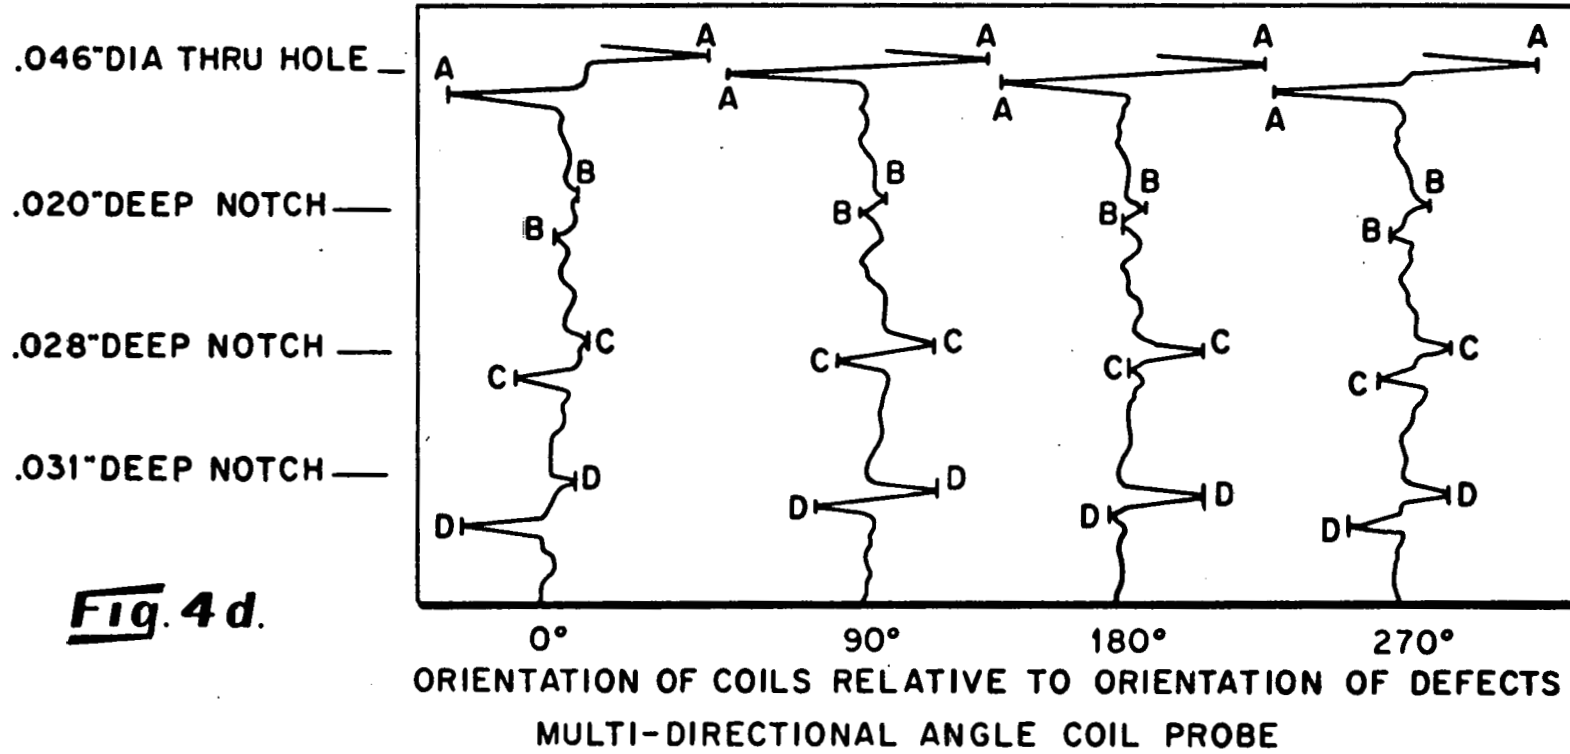 .046"DIA THRU HOLE
A A A A
A A A A
B B B B
.020"DEEP NOTCH
B B B B
.028"DEEP NOTCH
C C C C
C C C C
.031"DEEP NOTCH
D D D D
D D D D
Fig. 4d.
0° 90° 180° 270°
ORIENTATION OF COILS RELATIVE TO ORIENTATION OF DEFECTS
MULTI-DIRECTIONAL ANGLE COIL PROBE